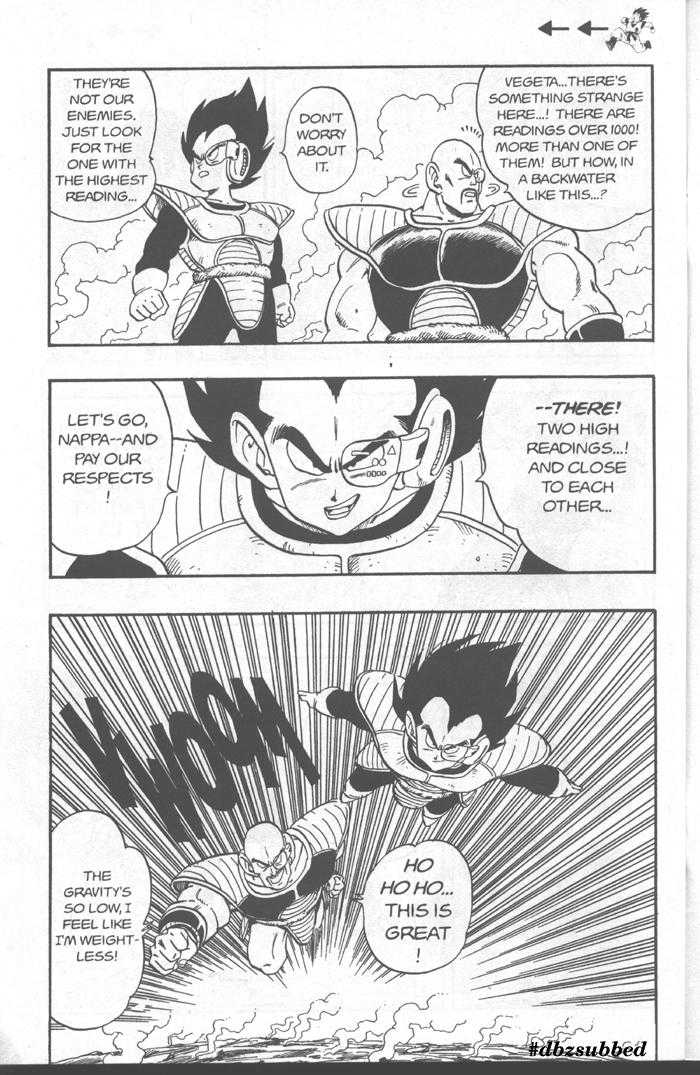 VEGETA...THERE'S
SOMETHING STRANGE
HERE...! THERE ARE
READINGS OVER 1000!
MORE THAN ONE OF
THEM! BUT HOW, IN
A BACKWATER
LIKE THIS...?
DON'T
WORRY
ABOUT
IT.
THEY'RE
NOT OUR
ENEMIES.
JUST LOOK
FOR THE
ONE WITH
THE HIGHEST
READING...
--THERE!
TWO HIGH
READINGS...!
AND CLOSE
TO EACH
OTHER...
LET'S GO,
NAPPA--AND
PAY OUR
RESPECTS
!
KWOOM
HO
HO HO...
THIS IS
GREAT
!
THE
GRAVITY'S
SO LOW, I
FEEL LIKE
I'M WEIGHT-
LESS!
#dbzsubbed